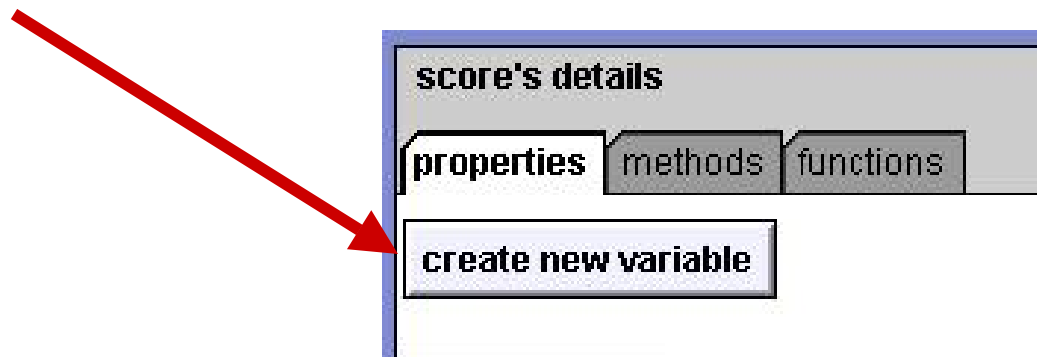 score's details
properties methods functions
create new variable